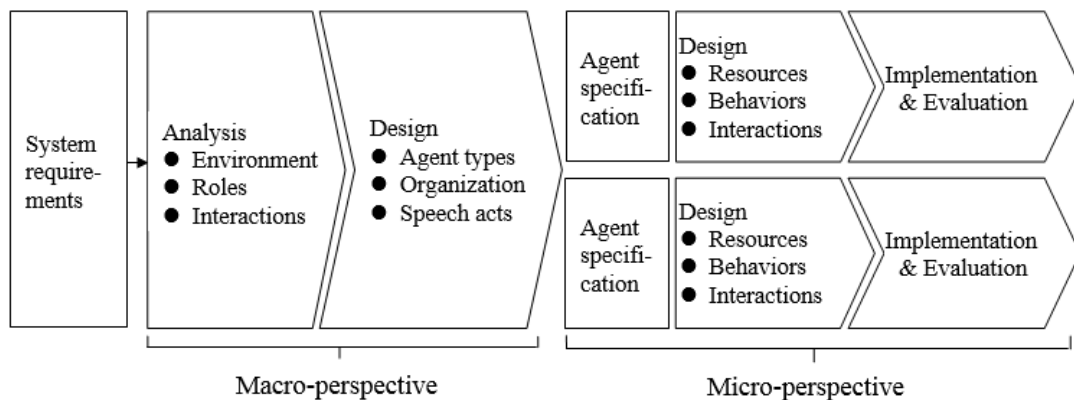 System
require-
ments
Analysis
● Environment
● Roles
● Interactions
Design
● Agent types
● Organization
● Speech acts
Agent
specifi-
cation
Design
● Resources
● Behaviors
● Interactions
Implementation
& Evaluation
Agent
specifi-
cation
Design
● Resources
● Behaviors
● Interactions
Implementation
& Evaluation
Macro-perspective
Micro-perspective